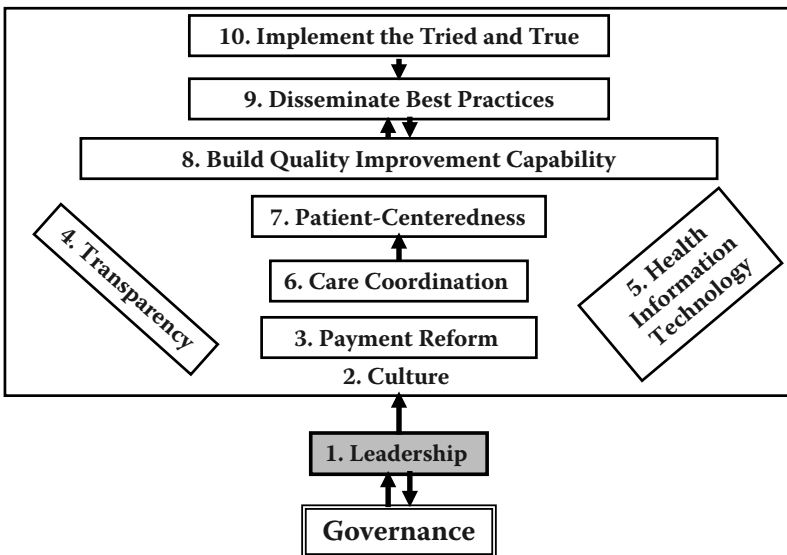 10. Implement the Tried and True
9. Disseminate Best Practices
8. Build Quality Improvement Capability
7. Patient-Centeredness
4. Transparency
5. Health
Information
Technology
6. Care Coordination
3. Payment Reform
2. Culture
1. Leadership
Governance